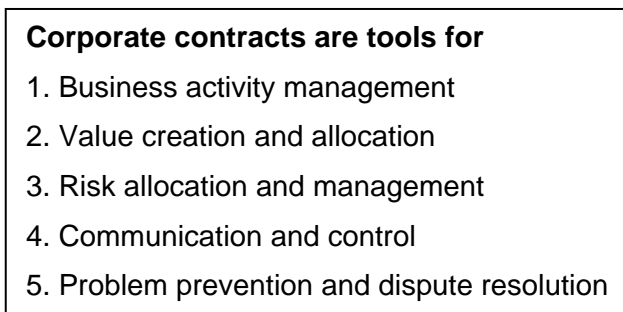 Corporate contracts are tools for
1. Business activity management
2. Value creation and allocation
3. Risk allocation and management
4. Communication and control
5. Problem prevention and dispute resolution